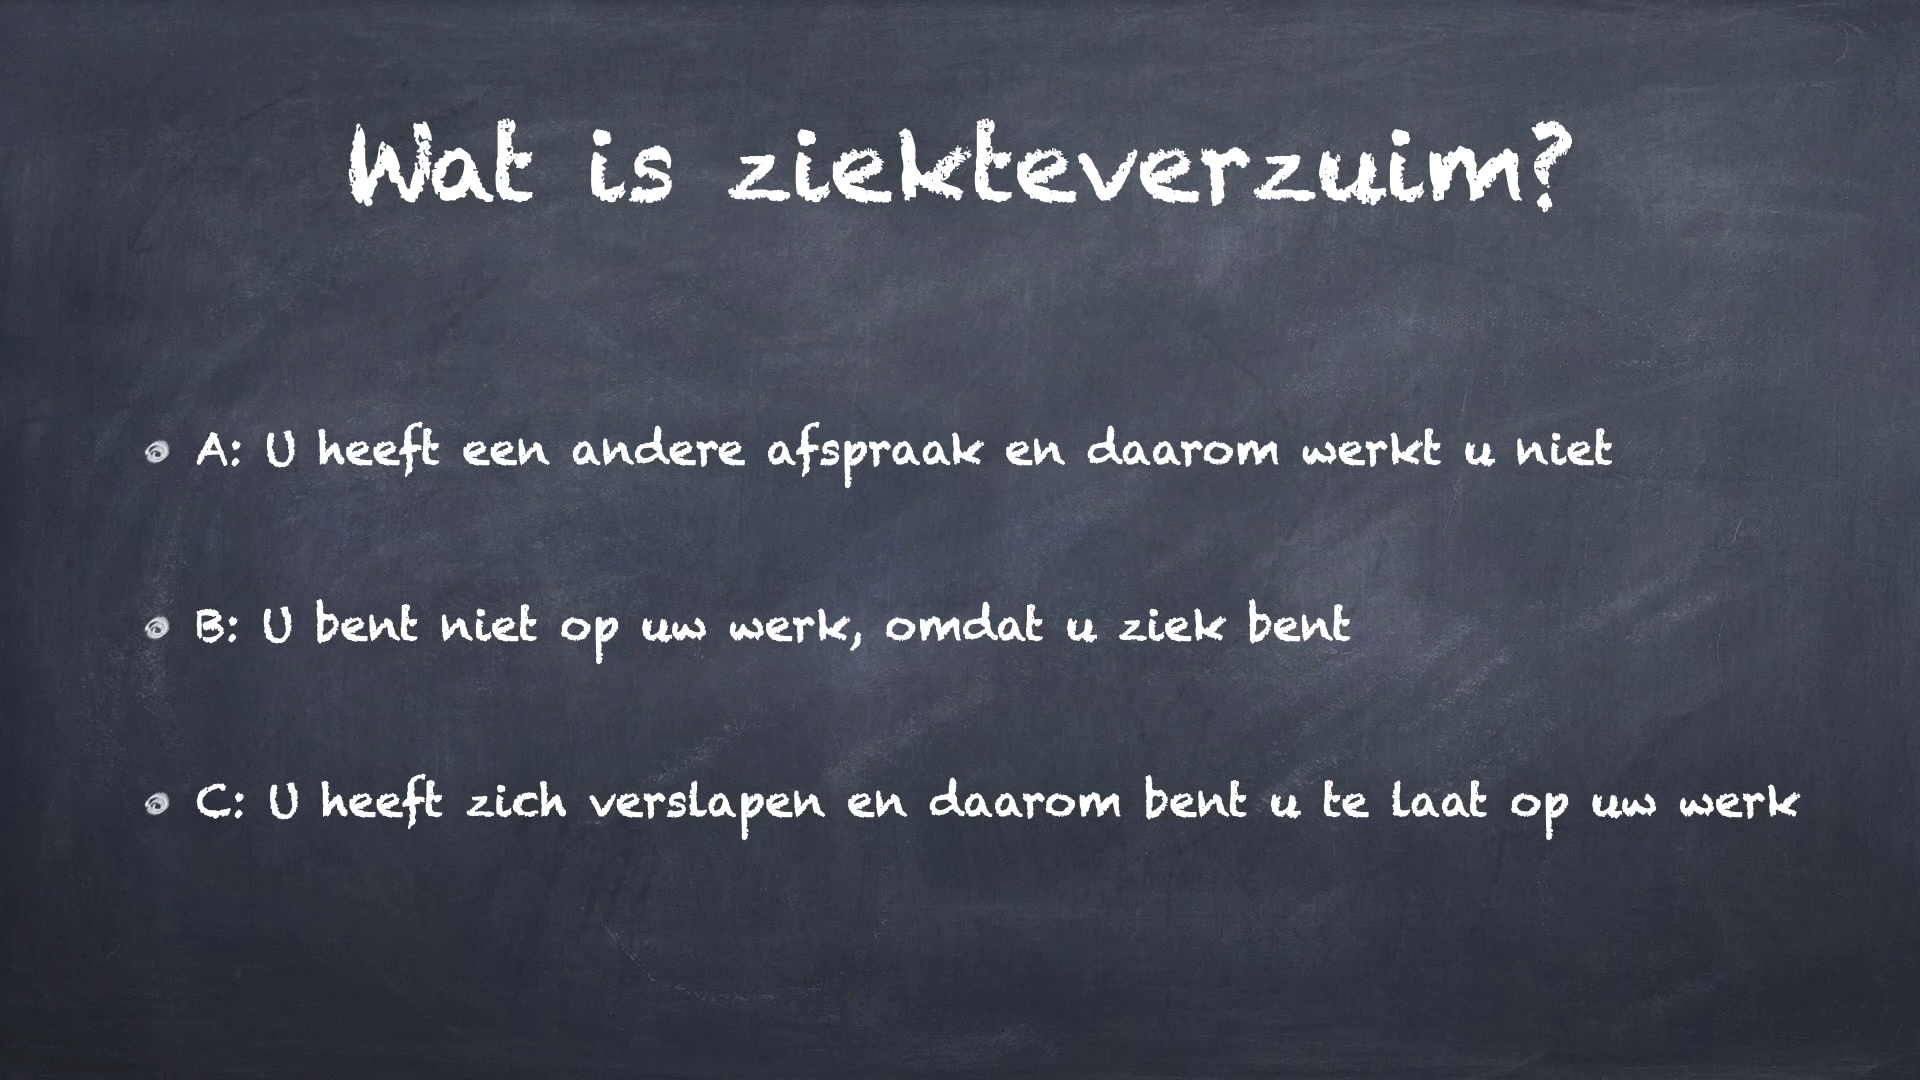 Wat is ziekteverzuim?
A: U heeft een andere afspraak en daarom werkt u niet
B: U bent niet op uw werk, omdat u ziek bent
C: U heeft zich verslapen en daarom bent u te laat op uw werk